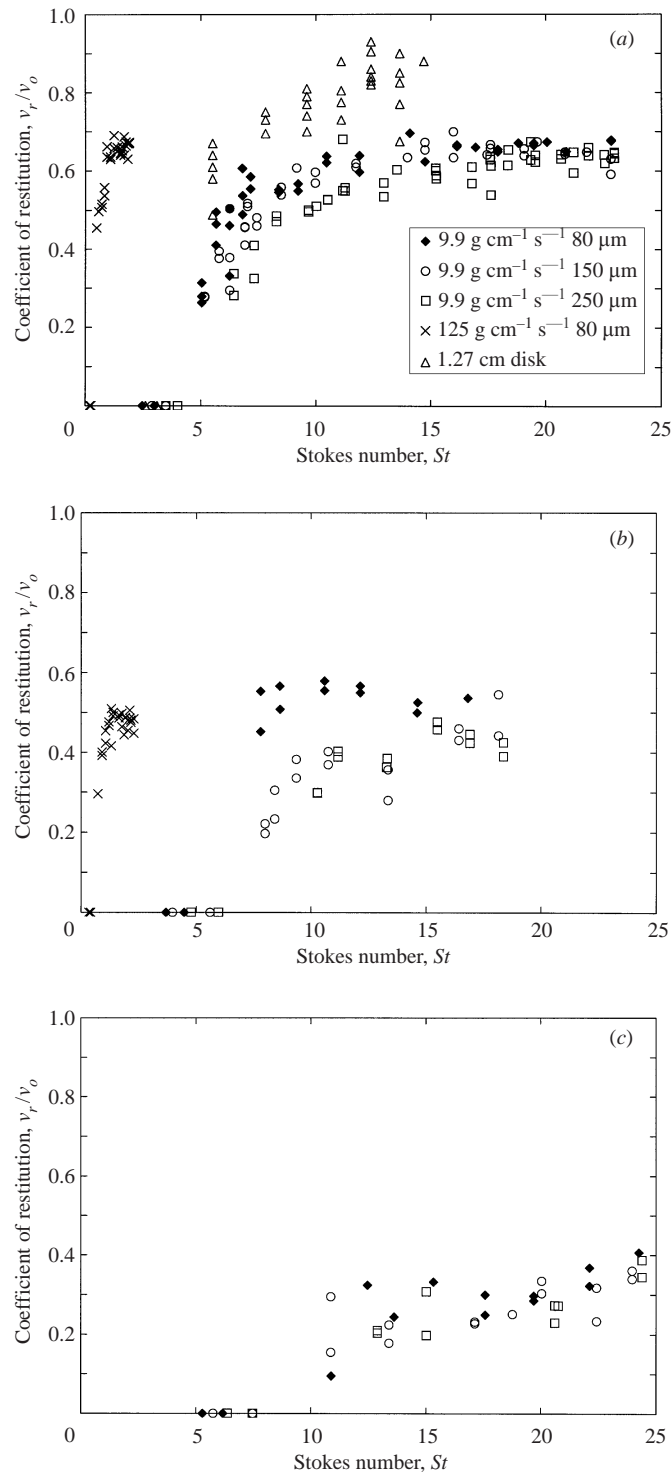 1.0
(a)
Coefficient of restitution, v_r/v_o
0.8
0.6
0.4
0.2
9.9 g cm⁻¹ s⁻¹ 80 μm
9.9 g cm⁻¹ s⁻¹ 150 μm
9.9 g cm⁻¹ s⁻¹ 250 μm
125 g cm⁻¹ s⁻¹ 80 μm
1.27 cm disk
0 5 10 15 20 25
Stokes number, St
1.0
(b)
Coefficient of restitution, v_r/v_o
0.8
0.6
0.4
0.2
0 5 10 15 20 25
Stokes number, St
1.0
(c)
Coefficient of restitution, v_r/v_o
0.8
0.6
0.4
0.2
0 5 10 15 20 25
Stokes number, St